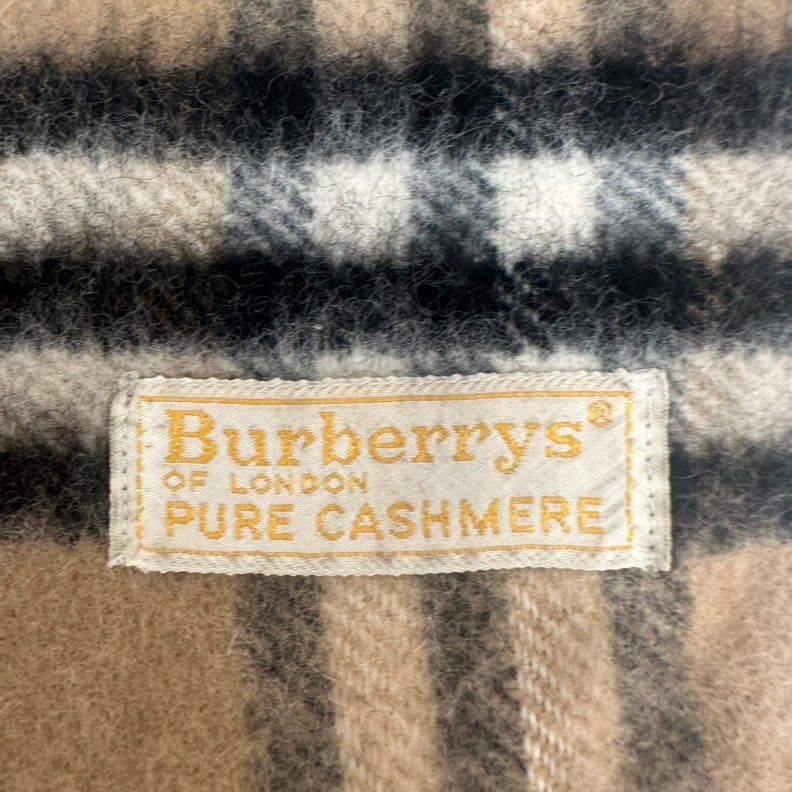 Burberrys®
OF LONDON
PURE CASHMERE